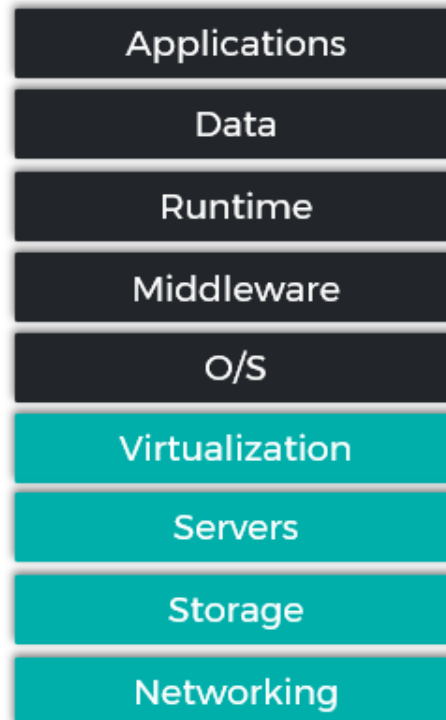 Applications
Data
Runtime
Middleware
O/S
Virtualization
Servers
Storage
Networking